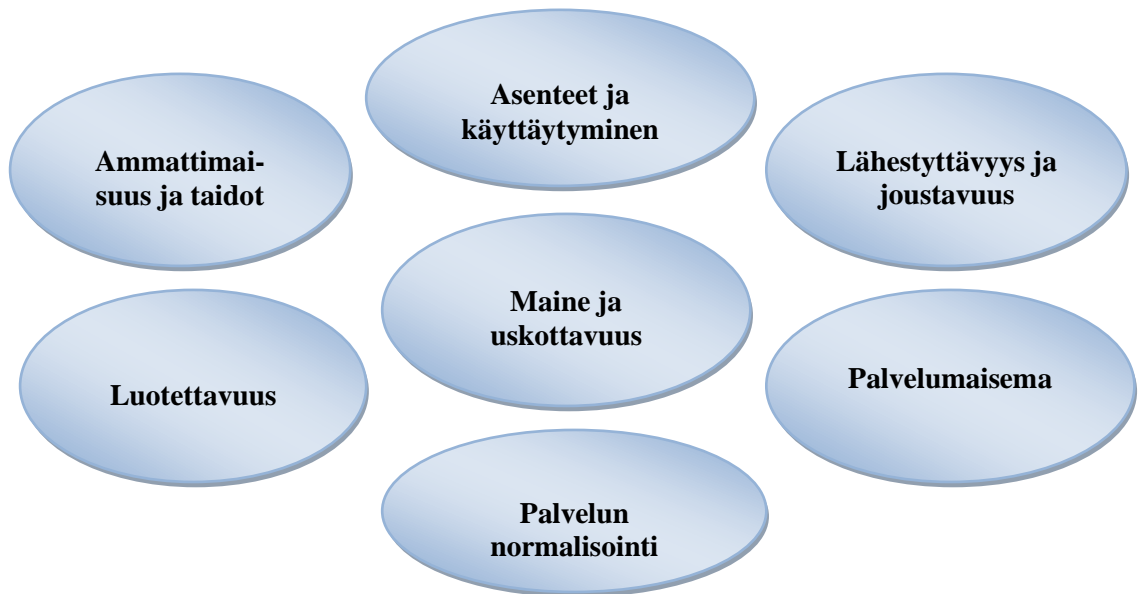 Asenteet ja
käyttäytyminen
Ammattimai-
suus ja taidot
Lähestyttävyys ja
joustavuus
Maine ja
uskottavuus
Luotettavuus
Palvelumaisema
Palvelun
normalisointi